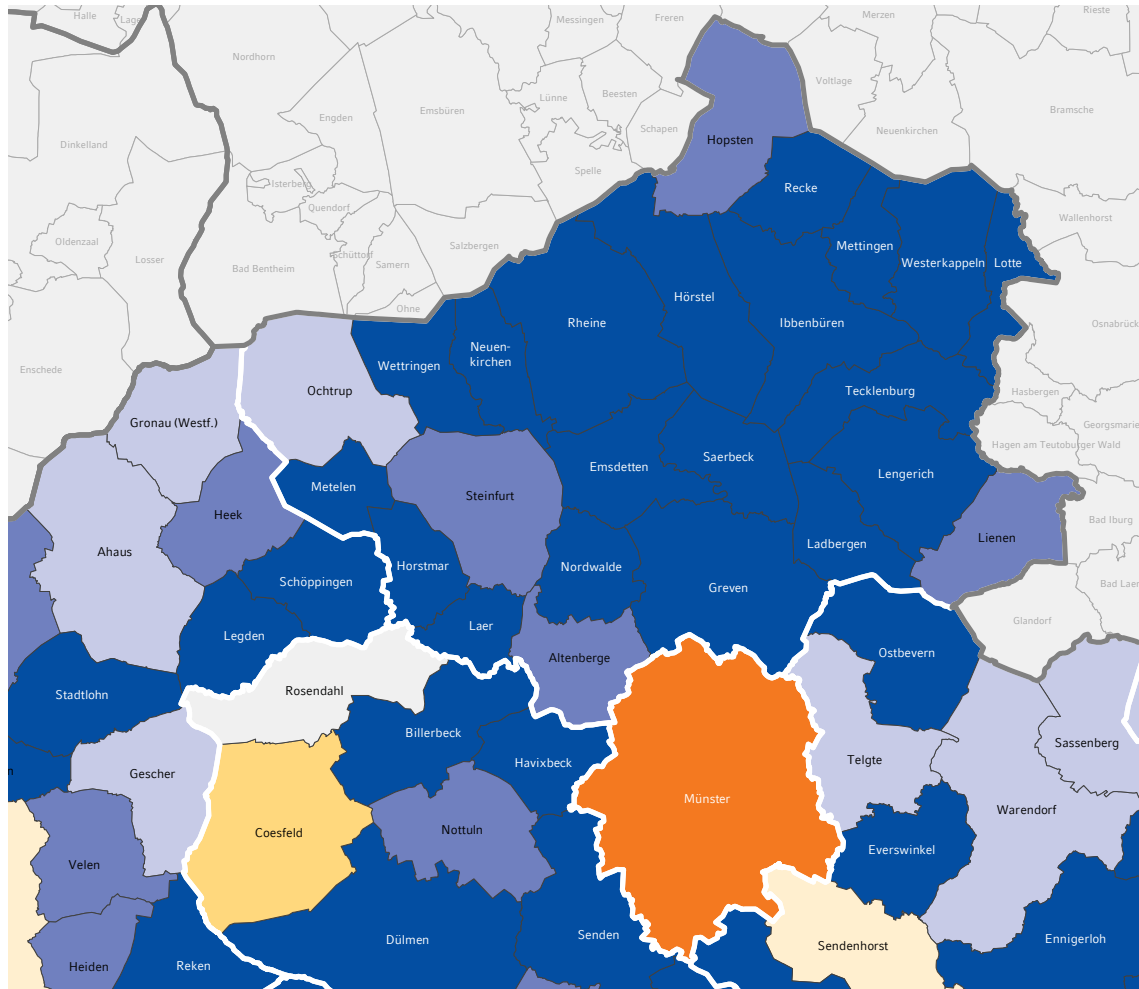 Halle
Lage
Messingen
Freren
Merzen
Rieste
Nordhorn
Voltlage
Lünne
Beesten
Engden
Emsbüren
Bramsche
Schapen
Neuenkirchen
Dinkelland
Hopsten
Spelle
Isterberg
Recke
Quendorf
Wallenhorst
Oldenzaal
Salzbergen
Mettingen
Losser
Schüttorf
Samern
Westerkappeln
Lotte
Bad Bentheim
Hörstel
Ohne
Rheine
Ibbenbüren
Osnabrück
Neuen-
kirchen
Enschede
Wettringen
Ochtrup
Tecklenburg
Hasbergen
Gronau (Westf.)
Georgsmarie
Hagen am Teutoburger Wald
Saerbeck
Emsdetten
Lengerich
Metelen
Steinfurt
Heek
Bad Iburg
Lienen
Ladbergen
Ahaus
Horstmar
Nordwalde
Schöppingen
Bad Laer
Greven
Glandorf
Laer
Legden
Ostbevern
Altenberge
Rosendahl
Stadtlohn
Billerbeck
Sassenberg
Telgte
Havixbeck
n
Gescher
Münster
Warendorf
Nottuln
Coesfeld
Everswinkel
Velen
Senden
Dülmen
Ennigerloh
Sendenhorst
Heiden
Reken